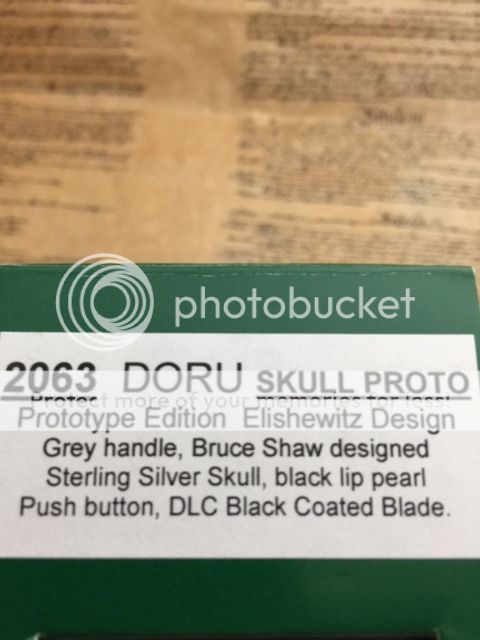 photobucket
2063 DORU SKULL PROTO
Protect more of your memories for less!
Prototype Edition Elishewitz Design
Grey handle, Bruce Shaw designed
Sterling Silver Skull, black lip pearl
Push button, DLC Black Coated Blade.